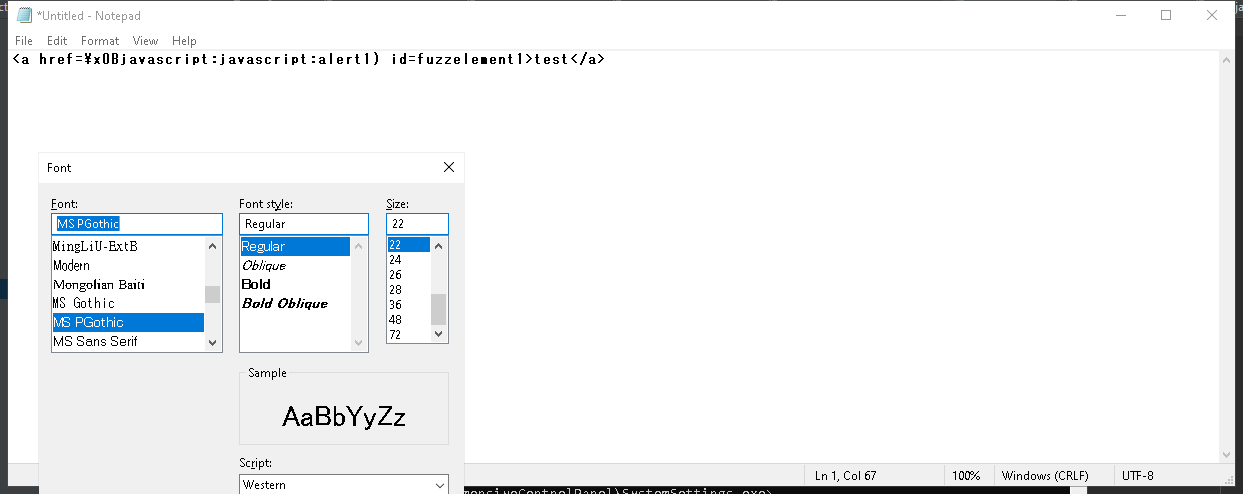 *Untitled - Notepad
File Edit Format View Help
<a href=¥x0Bjavascript:javascript:alert1) id=fuzzelement1>test</a>
Font
Font: Font style: Size:
MS PGothic Regular 22
MingLiU-ExtB Regular 22
Modern Oblique 24
Mongolian Baiti Bold 26
MS Gothic Bold Oblique 28
MS PGothic 36
MS Sans Serif 48
72
Sample
AaBbYyZz
Script:
Western
Ln 1, Col 67 100% Windows (CRLF) UTF-8